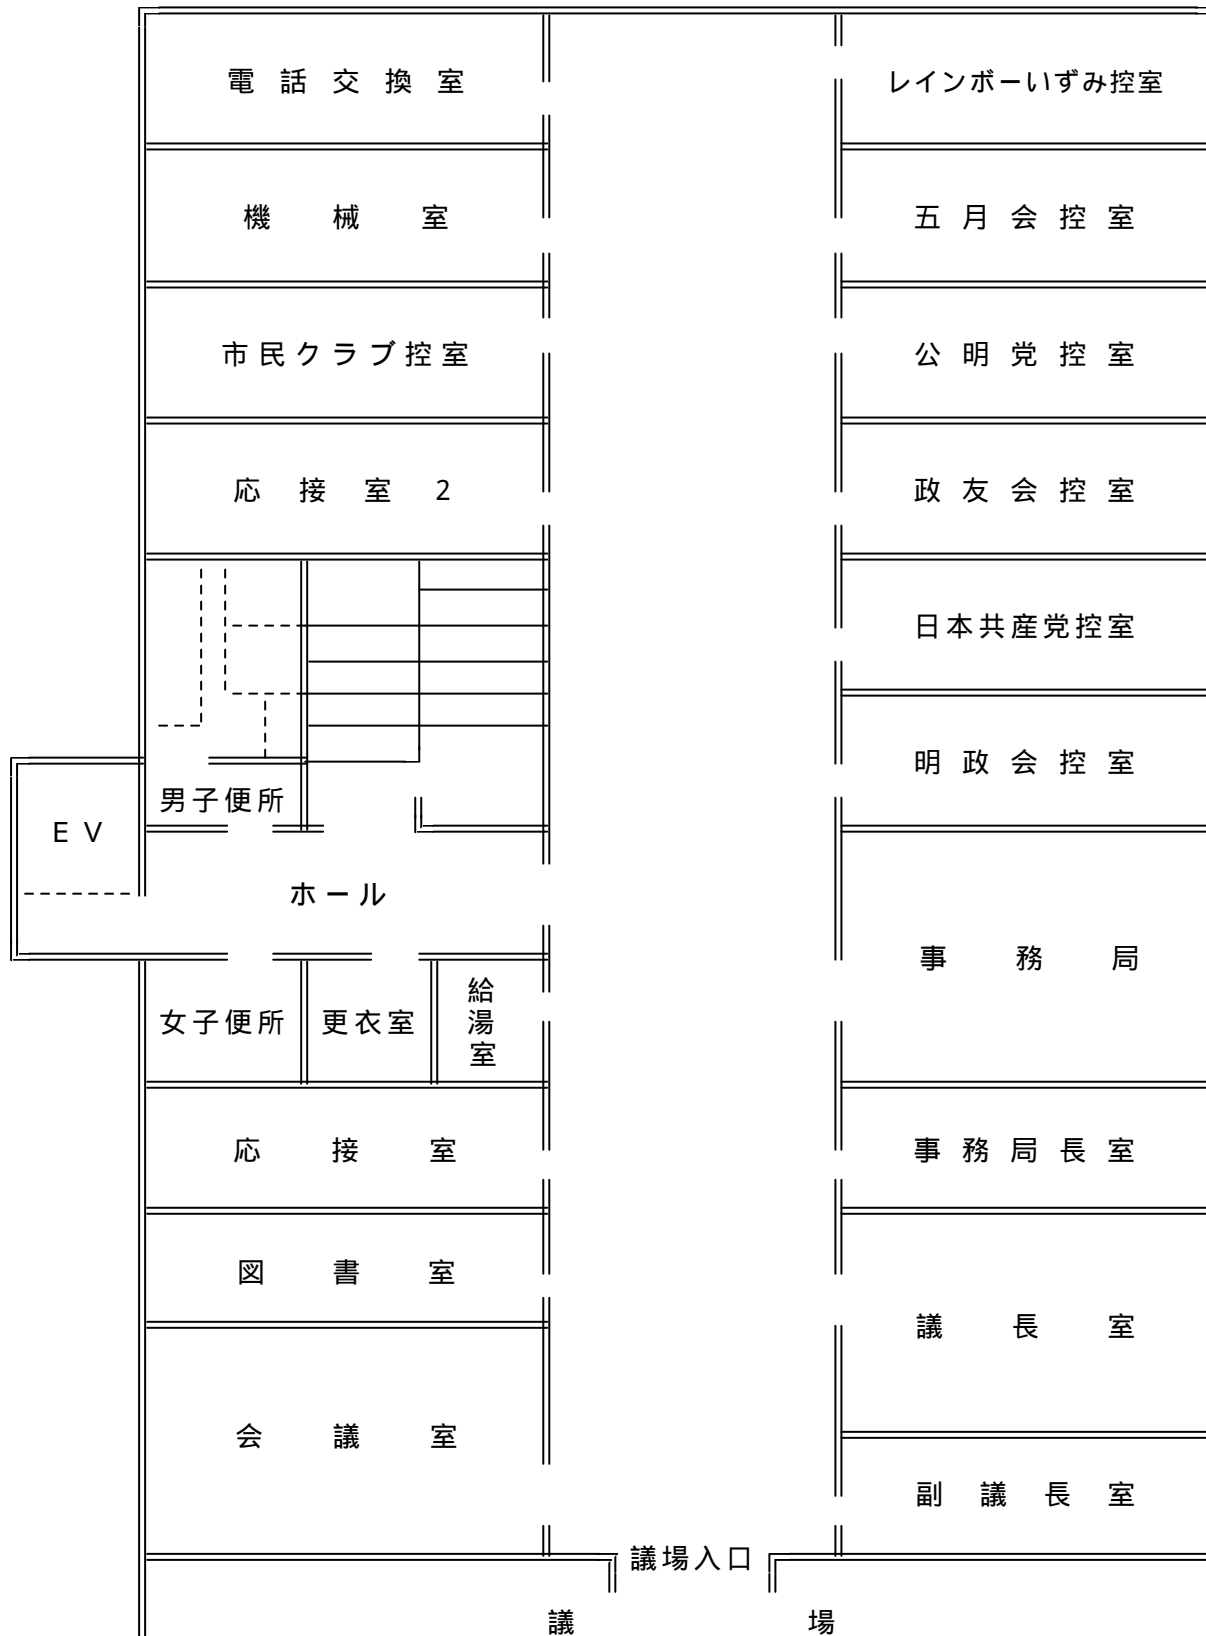 電話交換室
レインボーいずみ控室
機械室
五月会控室
市民クラブ控室
公明党控室
応接室2
政友会控室
日本共産党控室
明政会控室
男子便所
EV
ホール
事務局
女子便所
更衣室
給湯室
応接室
事務局長室
図書室
議長室
会議室
副議長室
議場入口
議場